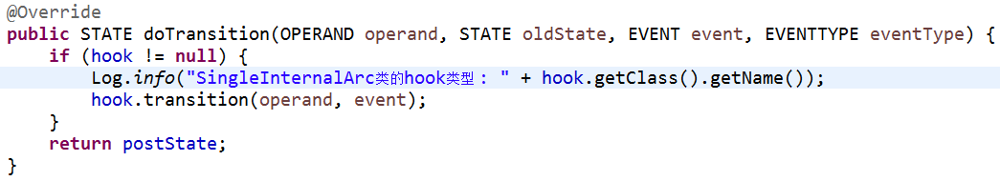 @Override
public STATE doTransition(OPERAND operand, STATE oldState, EVENT event, EVENTTYPE eventType) {
    if (hook != null) {
        Log.info("SingleInternalArc类的hook类型： " + hook.getClass().getName());
        hook.transition(operand, event);
    }
    return postState;
}